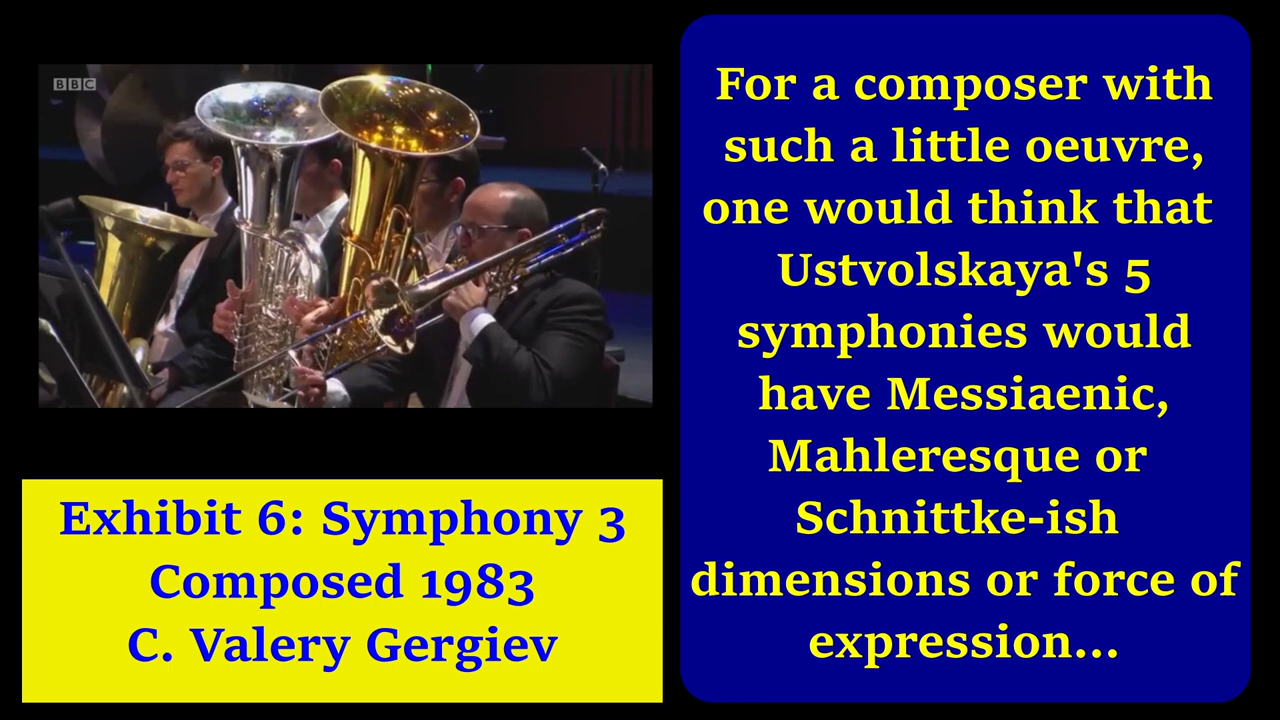 BBC
Exhibit 6: Symphony 3
Composed 1983
C. Valery Gergiev
For a composer with
such a little oeuvre,
one would think that
Ustvolskaya's 5
symphonies would
have Messiaenic,
Mahleresque or
Schnittke-ish
dimensions or force of
expression...